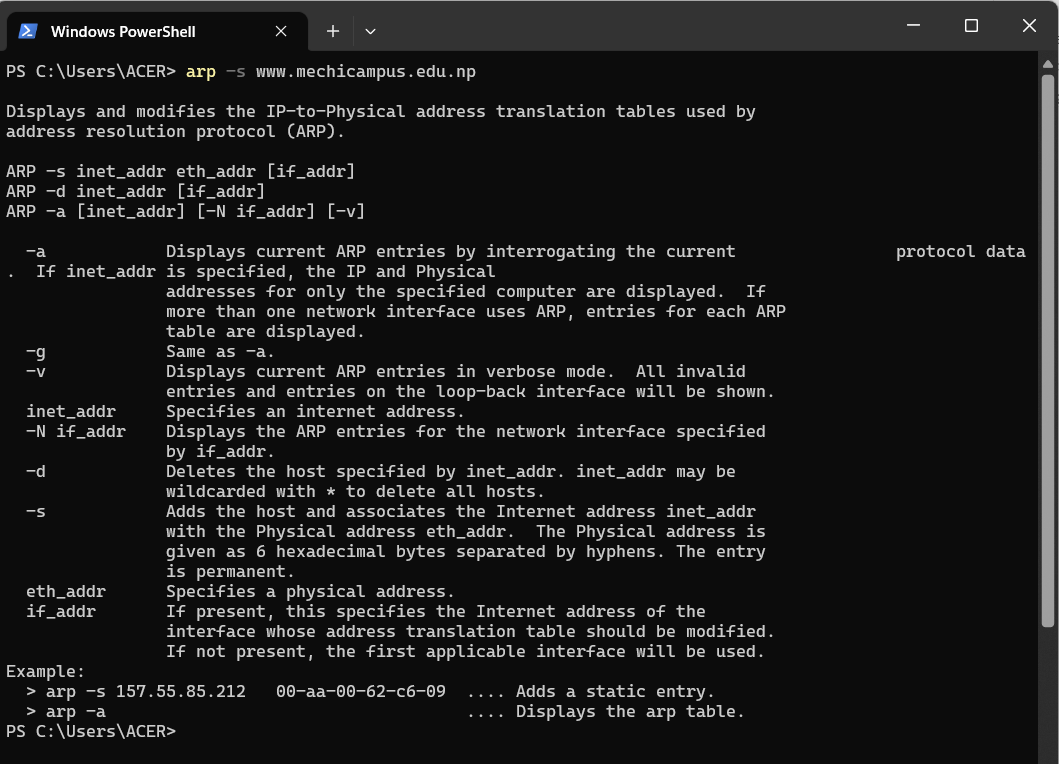 Windows PowerShell
PS C:\Users\ACER> arp -s www.mechicampus.edu.np
Displays and modifies the IP-to-Physical address translation tables used by
address resolution protocol (ARP).
ARP -s inet_addr eth_addr [if_addr]
ARP -d inet_addr [if_addr]
ARP -a [inet_addr] [-N if_addr] [-v]
-a Displays current ARP entries by interrogating the current protocol data
. If inet_addr is specified, the IP and Physical
addresses for only the specified computer are displayed. If
more than one network interface uses ARP, entries for each ARP
table are displayed.
-g Same as -a.
-v Displays current ARP entries in verbose mode. All invalid
entries and entries on the loop-back interface will be shown.
inet_addr Specifies an internet address.
-N if_addr Displays the ARP entries for the network interface specified
by if_addr.
-d Deletes the host specified by inet_addr. inet_addr may be
wildcarded with * to delete all hosts.
-s Adds the host and associates the Internet address inet_addr
with the Physical address eth_addr. The Physical address is
given as 6 hexadecimal bytes separated by hyphens. The entry
is permanent.
eth_addr Specifies a physical address.
if_addr If present, this specifies the Internet address of the
interface whose address translation table should be modified.
If not present, the first applicable interface will be used.
Example:
> arp -s 157.55.85.212 00-aa-00-62-c6-09 .... Adds a static entry.
> arp -a .... Displays the arp table.
PS C:\Users\ACER>